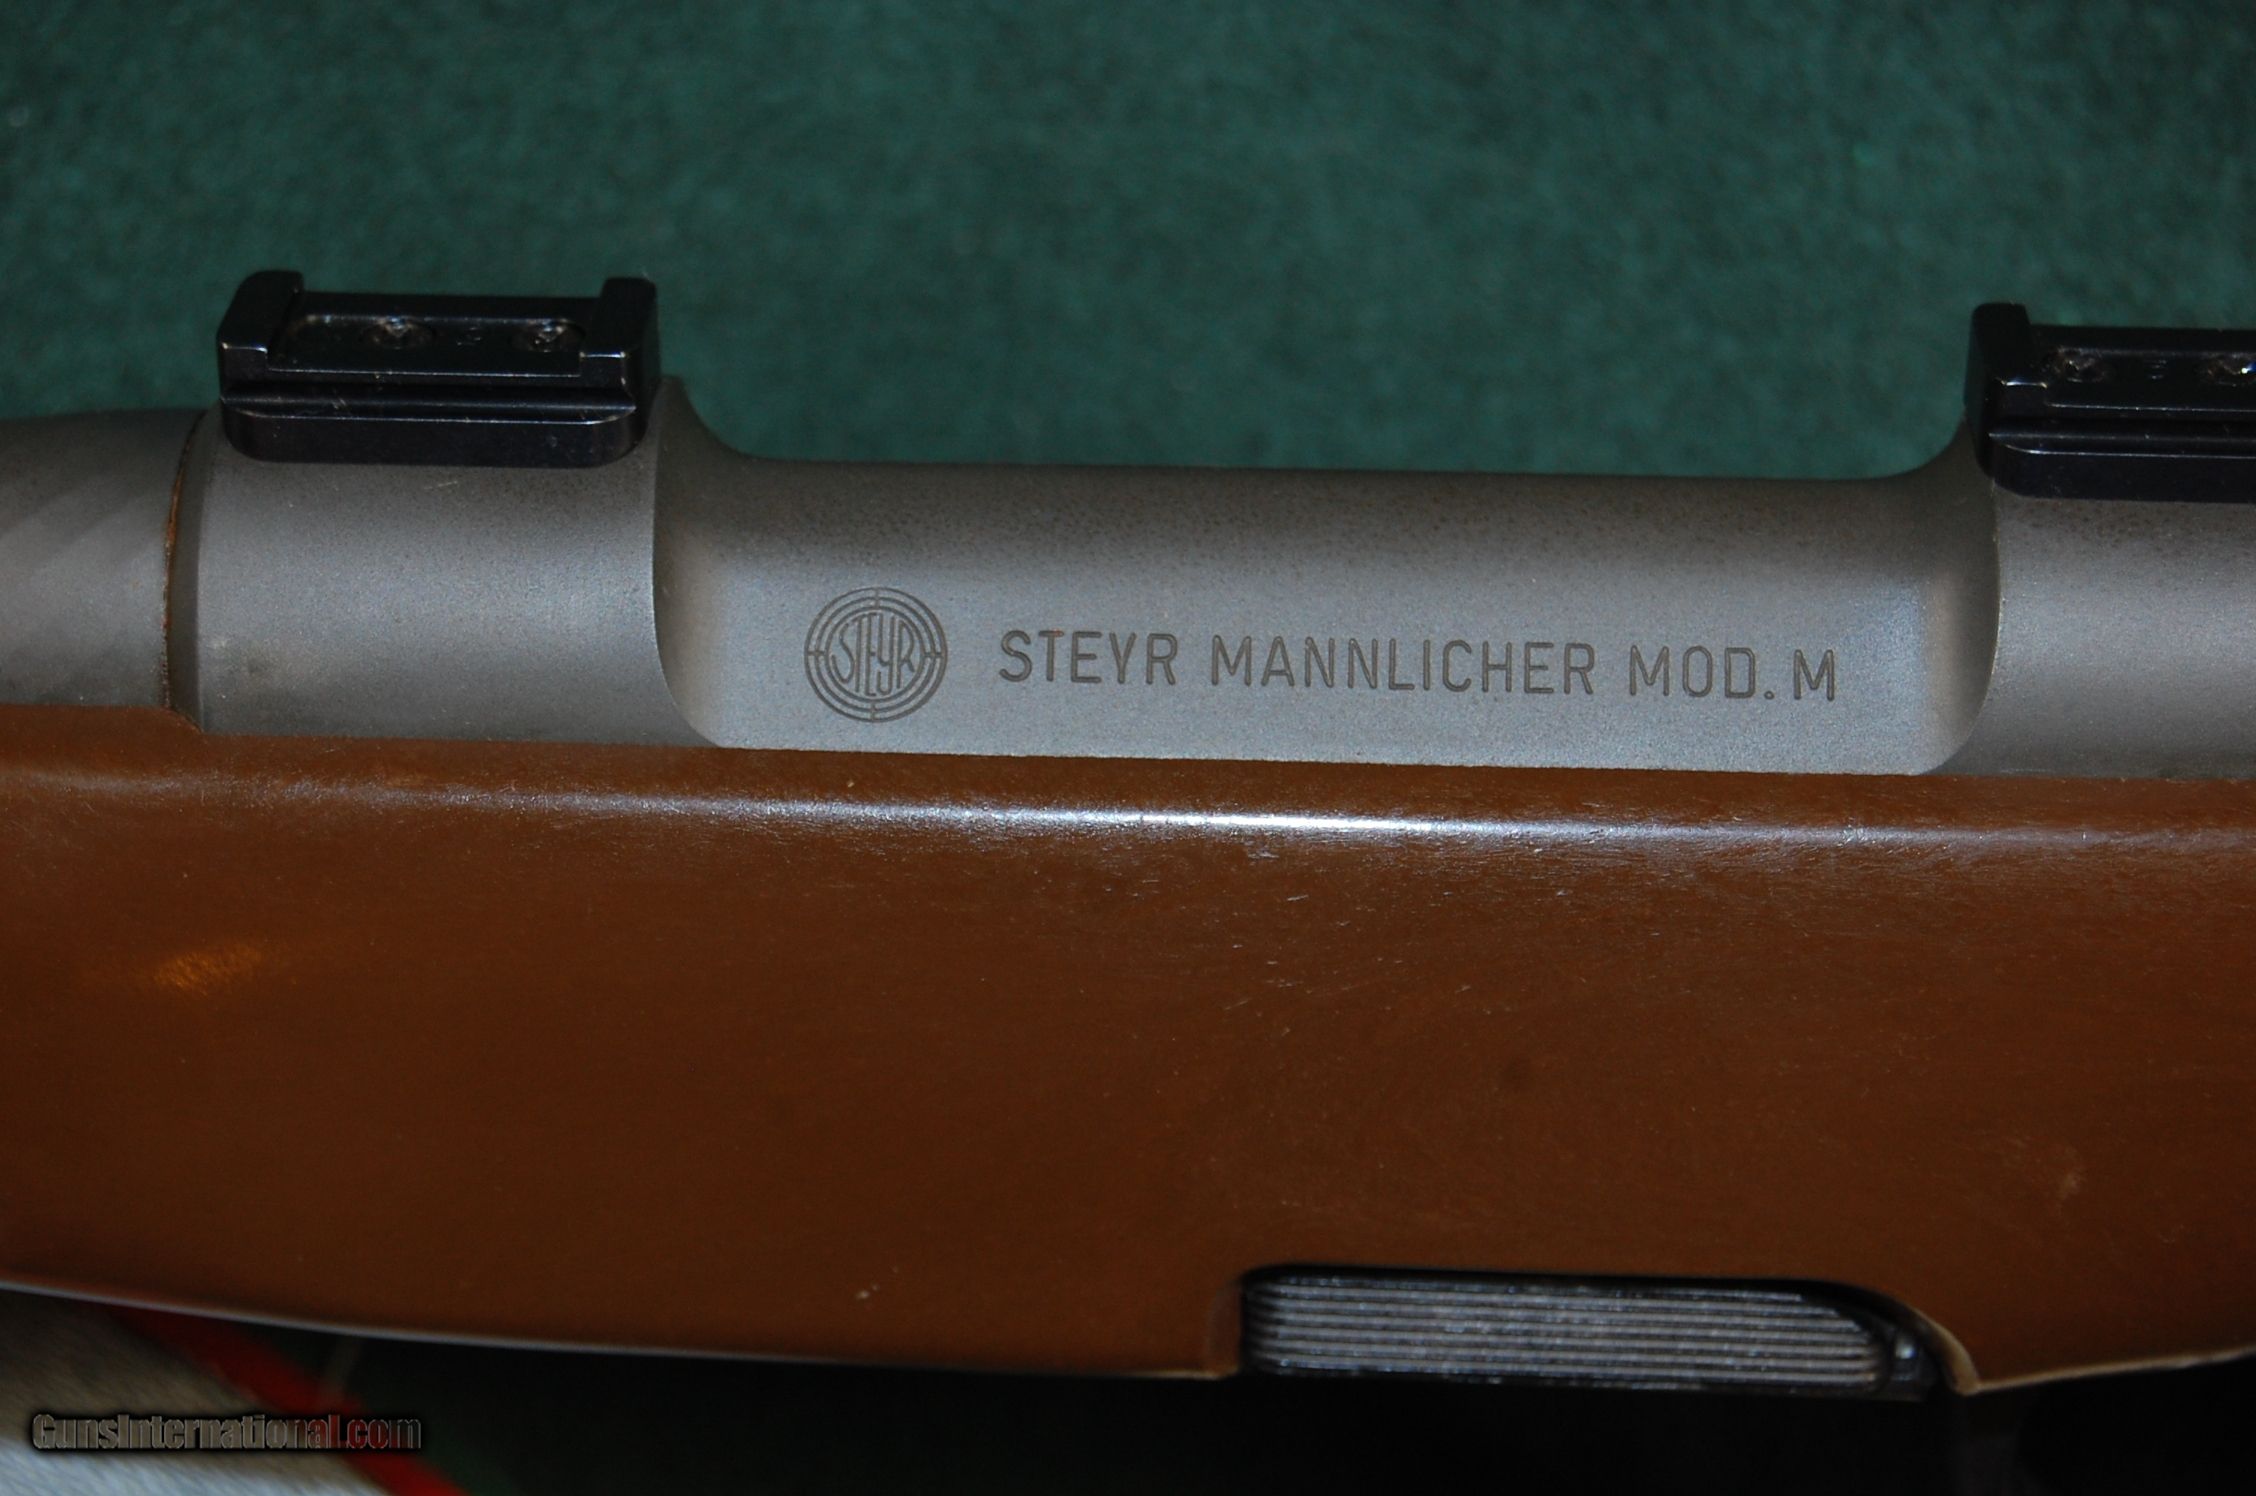 STEYR
STEYR MANNLICHER MOD. M
GunsInternational.com